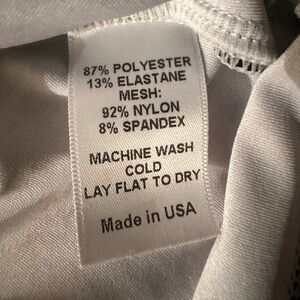 87% POLYESTER
13% ELASTANE
MESH:
92% NYLON
8% SPANDEX
MACHINE WASH
COLD
LAY FLAT TO DRY
Made in USA